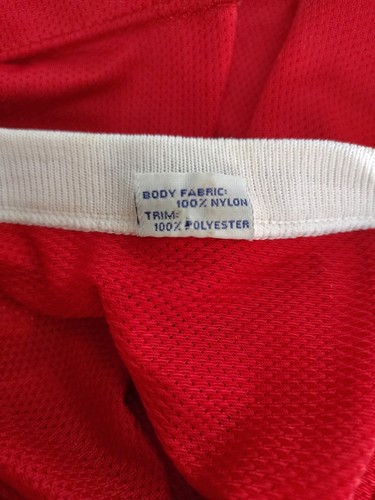 BODY FABRIC:
100% NYLON
TRIM:
100% POLYESTER